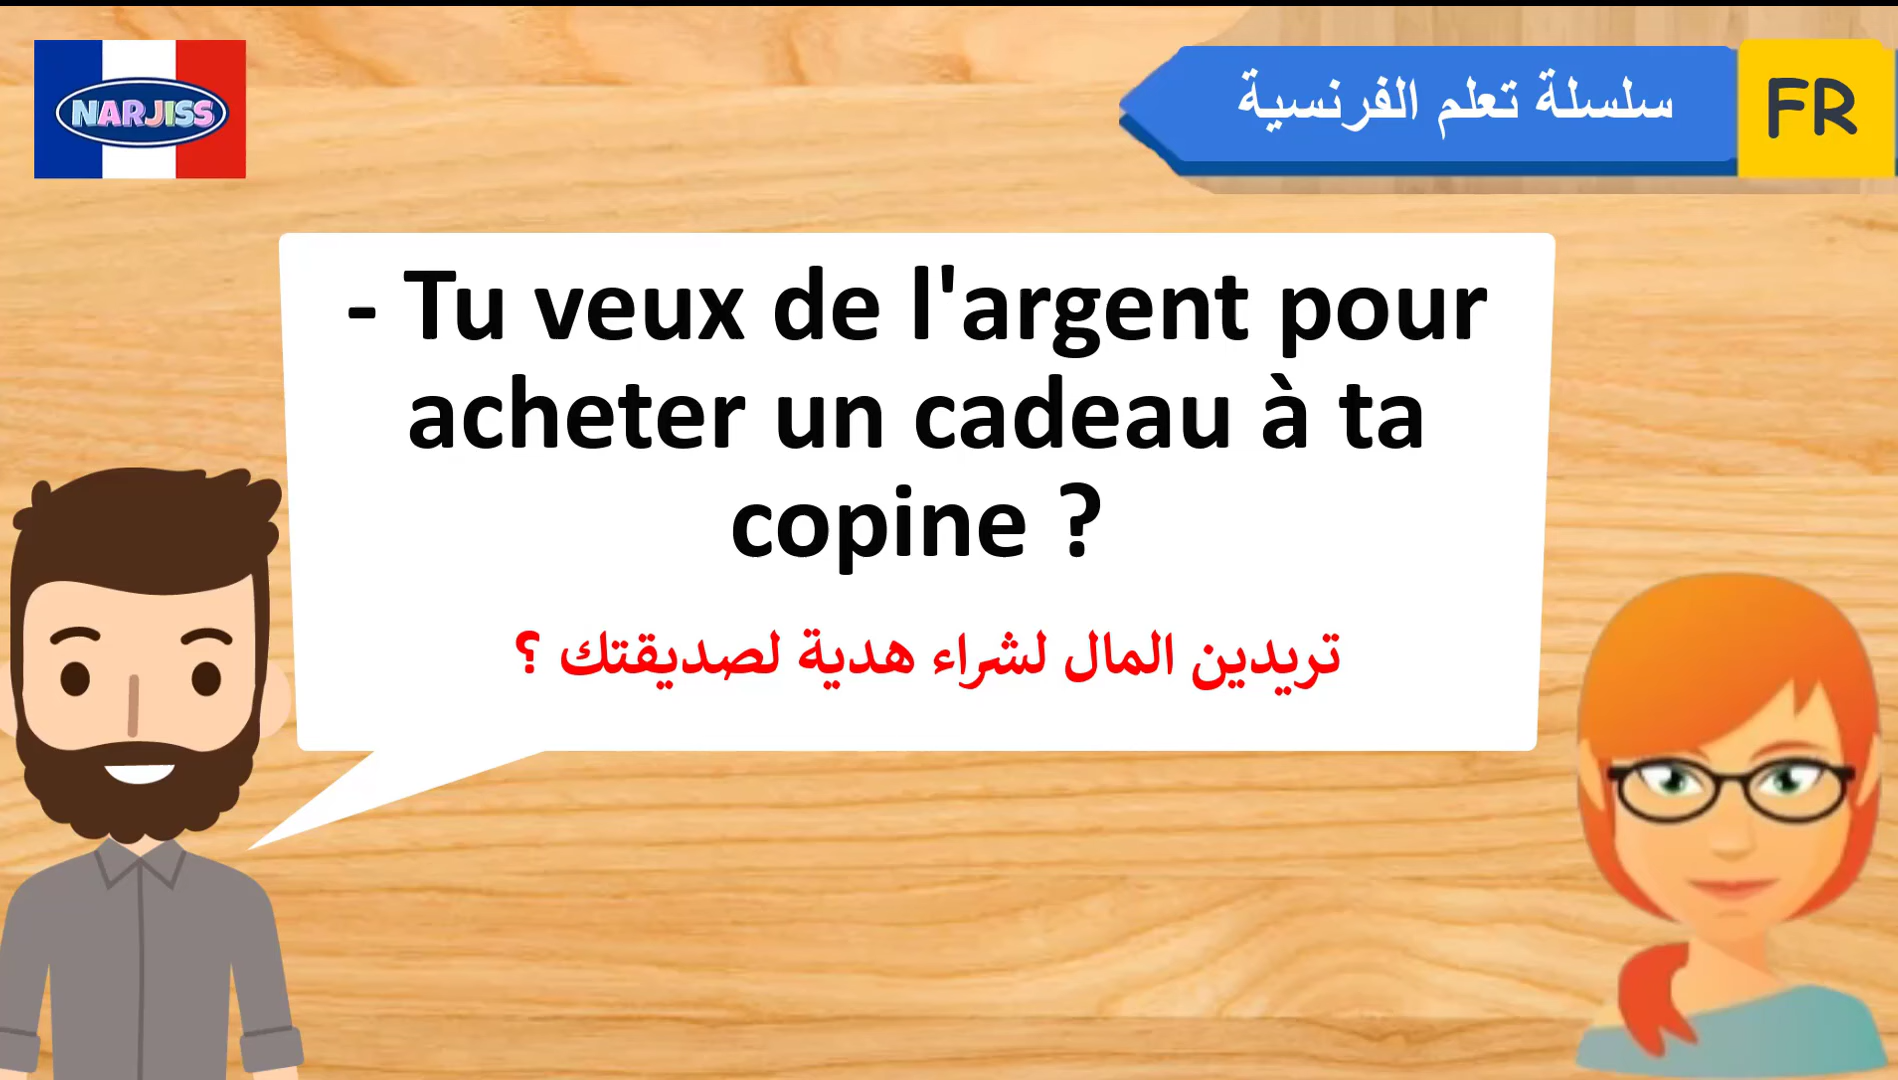 NARJISS
سلسلة تعلم الفرنسية
FR
- Tu veux de l'argent pour
acheter un cadeau à ta
copine ?
تريدين المال لشراء هدية لصديقتك ؟